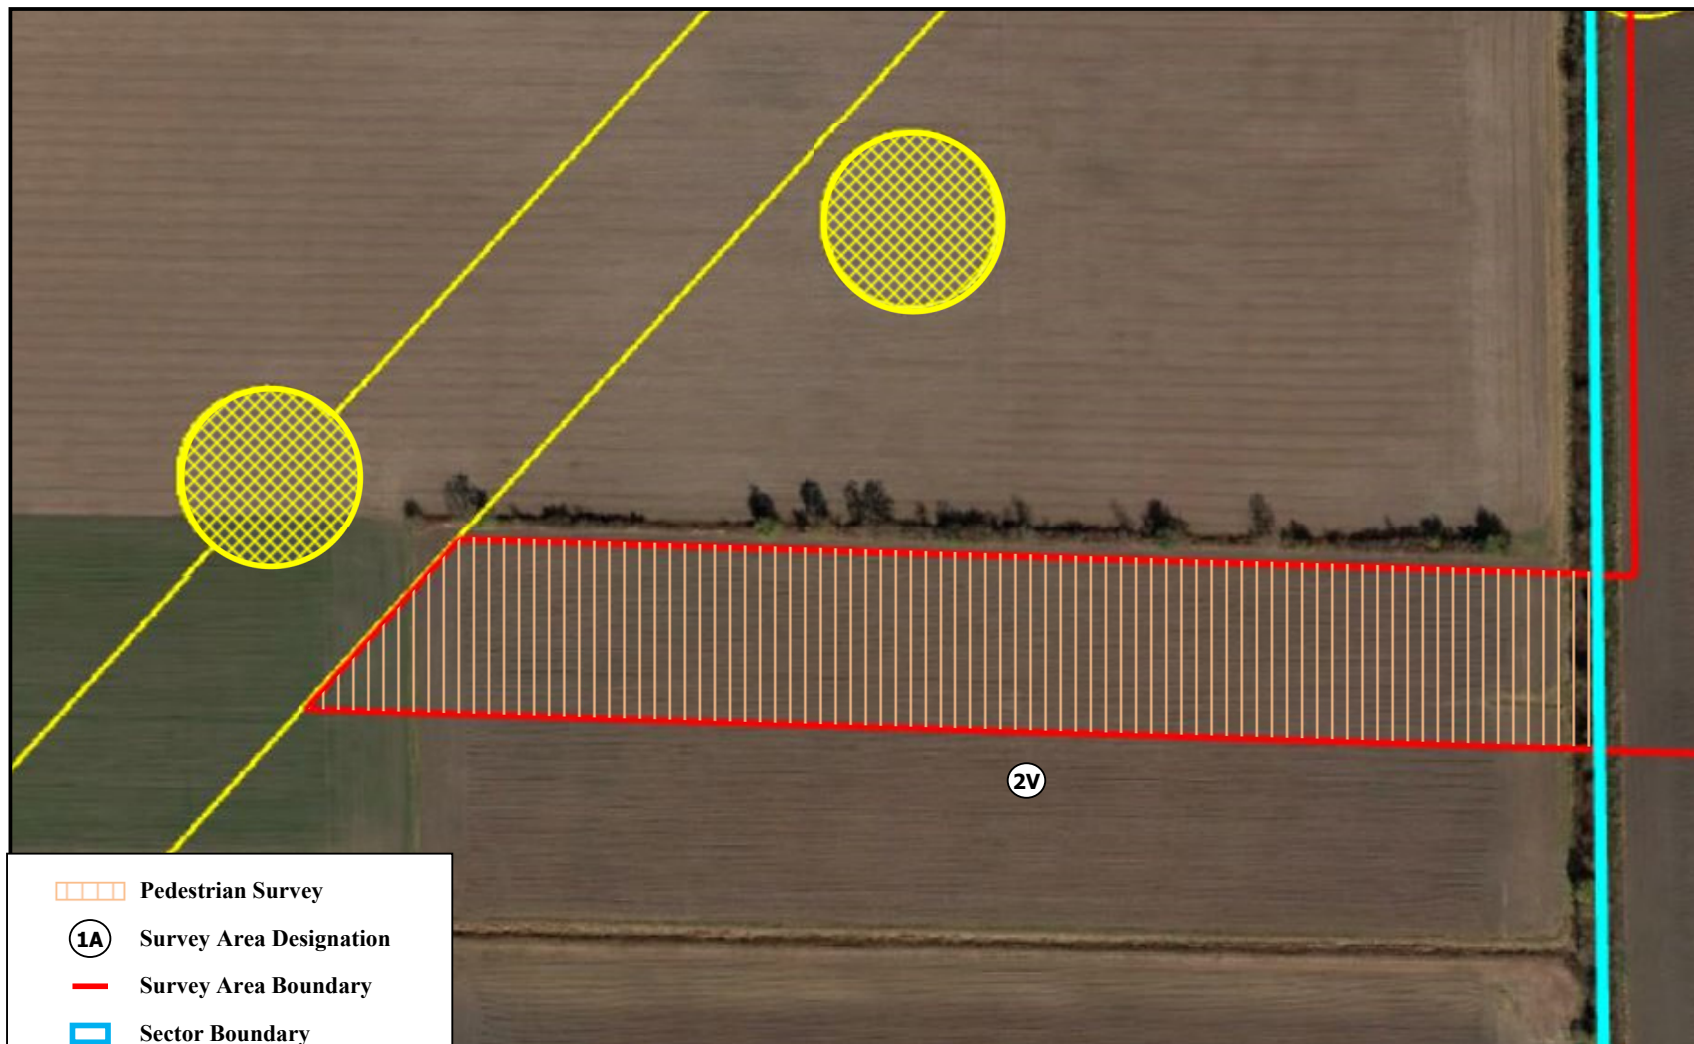 2V
Pedestrian Survey
1A Survey Area Designation
Survey Area Boundary
Sector Boundary